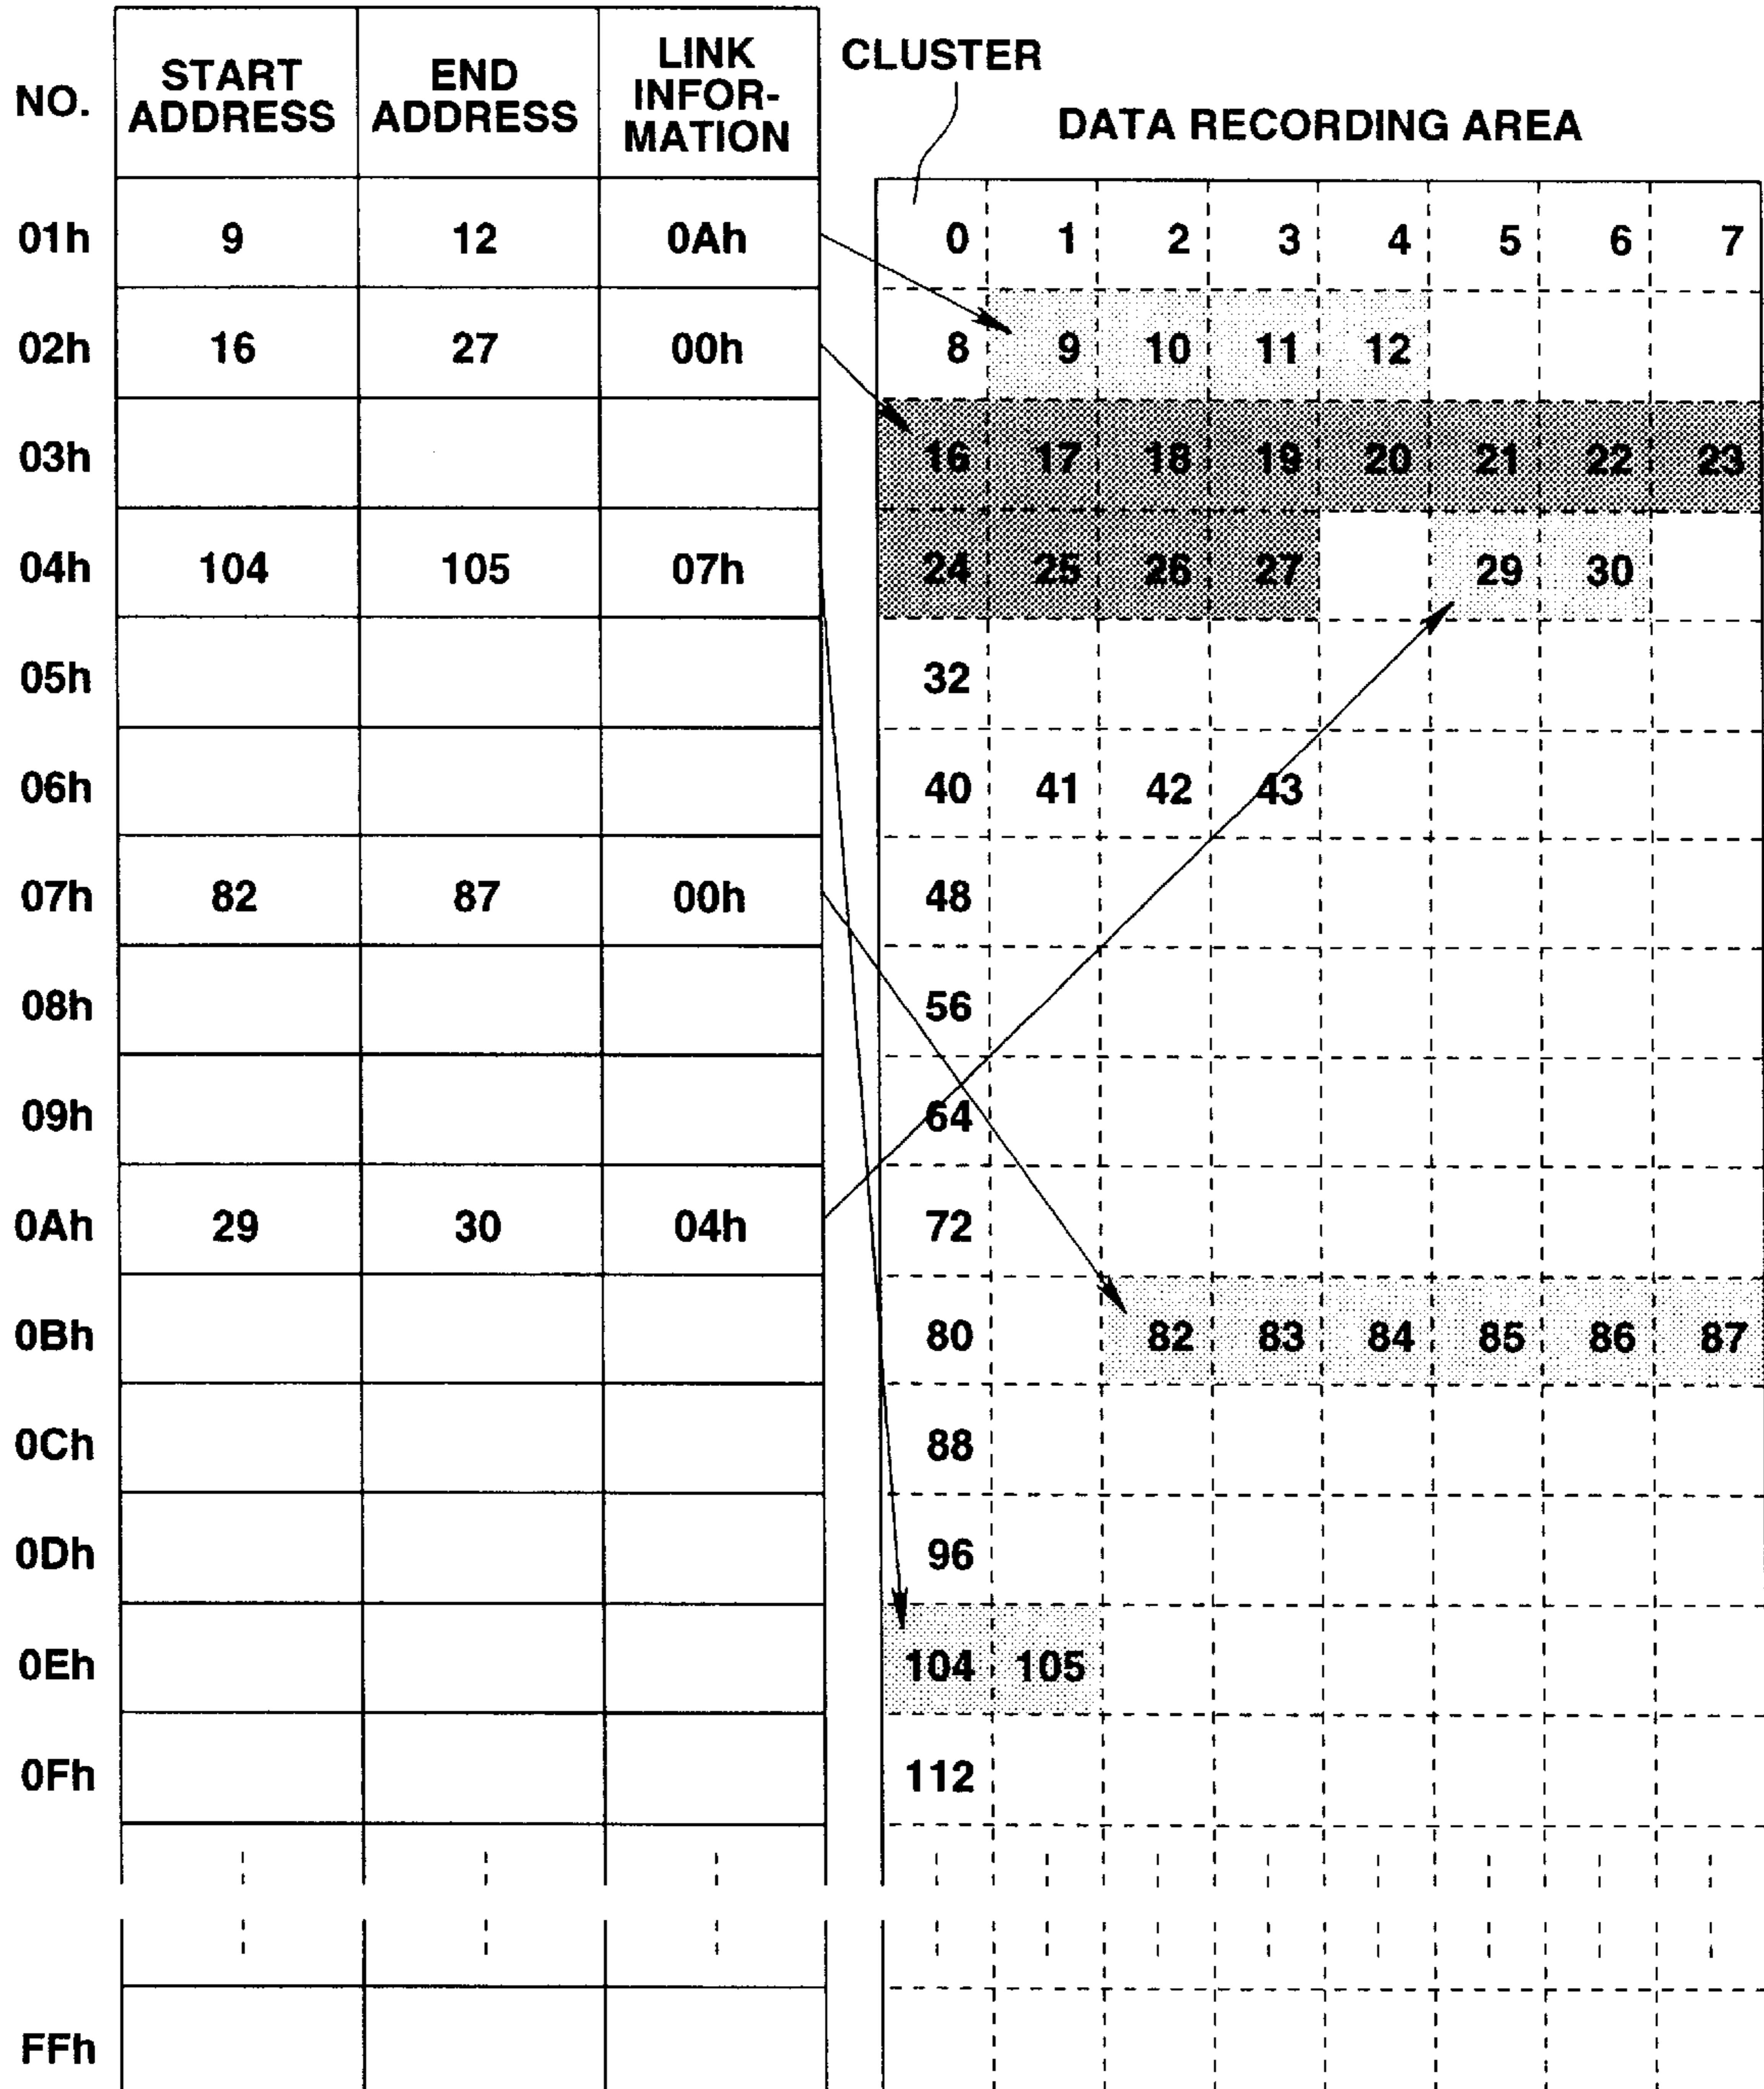 NO. START ADDRESS END ADDRESS LINK INFOR- MATION
CLUSTER
DATA RECORDING AREA
01h 9 12 0Ah 0 1 2 3 4 5 6 7
02h 16 27 00h 8 9 10 11 12
03h 16 17 18 19 20 21 22 23
04h 104 105 07h 24 25 26 27 29 30
05h 32
06h 40 41 42 43
07h 82 87 00h 48
08h 56
09h 64
0Ah 29 30 04h 72
0Bh 80 82 83 84 85 86 87
0Ch 88
0Dh 96
0Eh 104 105
0Fh 112
FFh